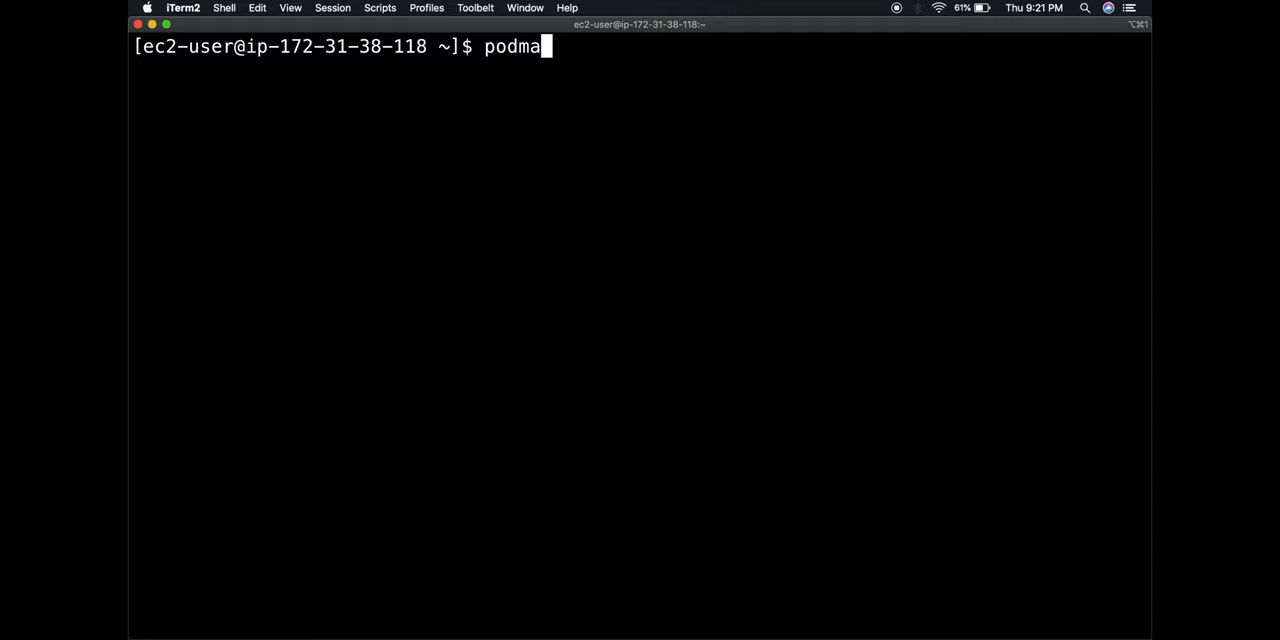 iTerm2 Shell Edit View Session Scripts Profiles Toolbelt Window Help 61% Thu 9:21 PM
ec2-user@ip-172-31-38-118:~ ⌥⌘1
[ec2-user@ip-172-31-38-118 ~]$ podma